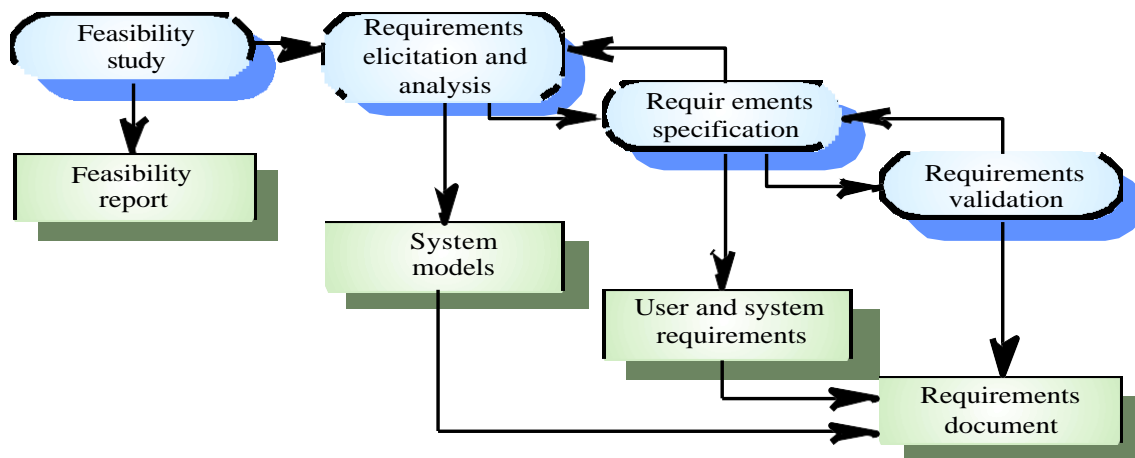 Feasibility
study
Requirements
elicitation and
analysis
Requir ements
specification
Requirements
validation
Feasibility
report
System
models
User and system
requirements
Requirements
document